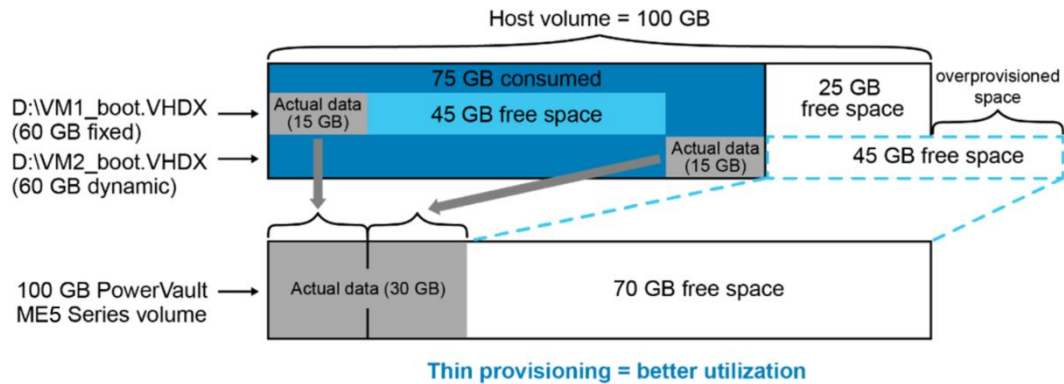 Host volume = 100 GB
75 GB consumed
25 GB
free space
overprovisioned
space
D:\VM1_boot.VHDX
(60 GB fixed)
Actual data
(15 GB)
45 GB free space
D:\VM2_boot.VHDX
(60 GB dynamic)
Actual data
(15 GB)
45 GB free space
100 GB PowerVault
ME5 Series volume
Actual data (30 GB)
70 GB free space
Thin provisioning = better utilization